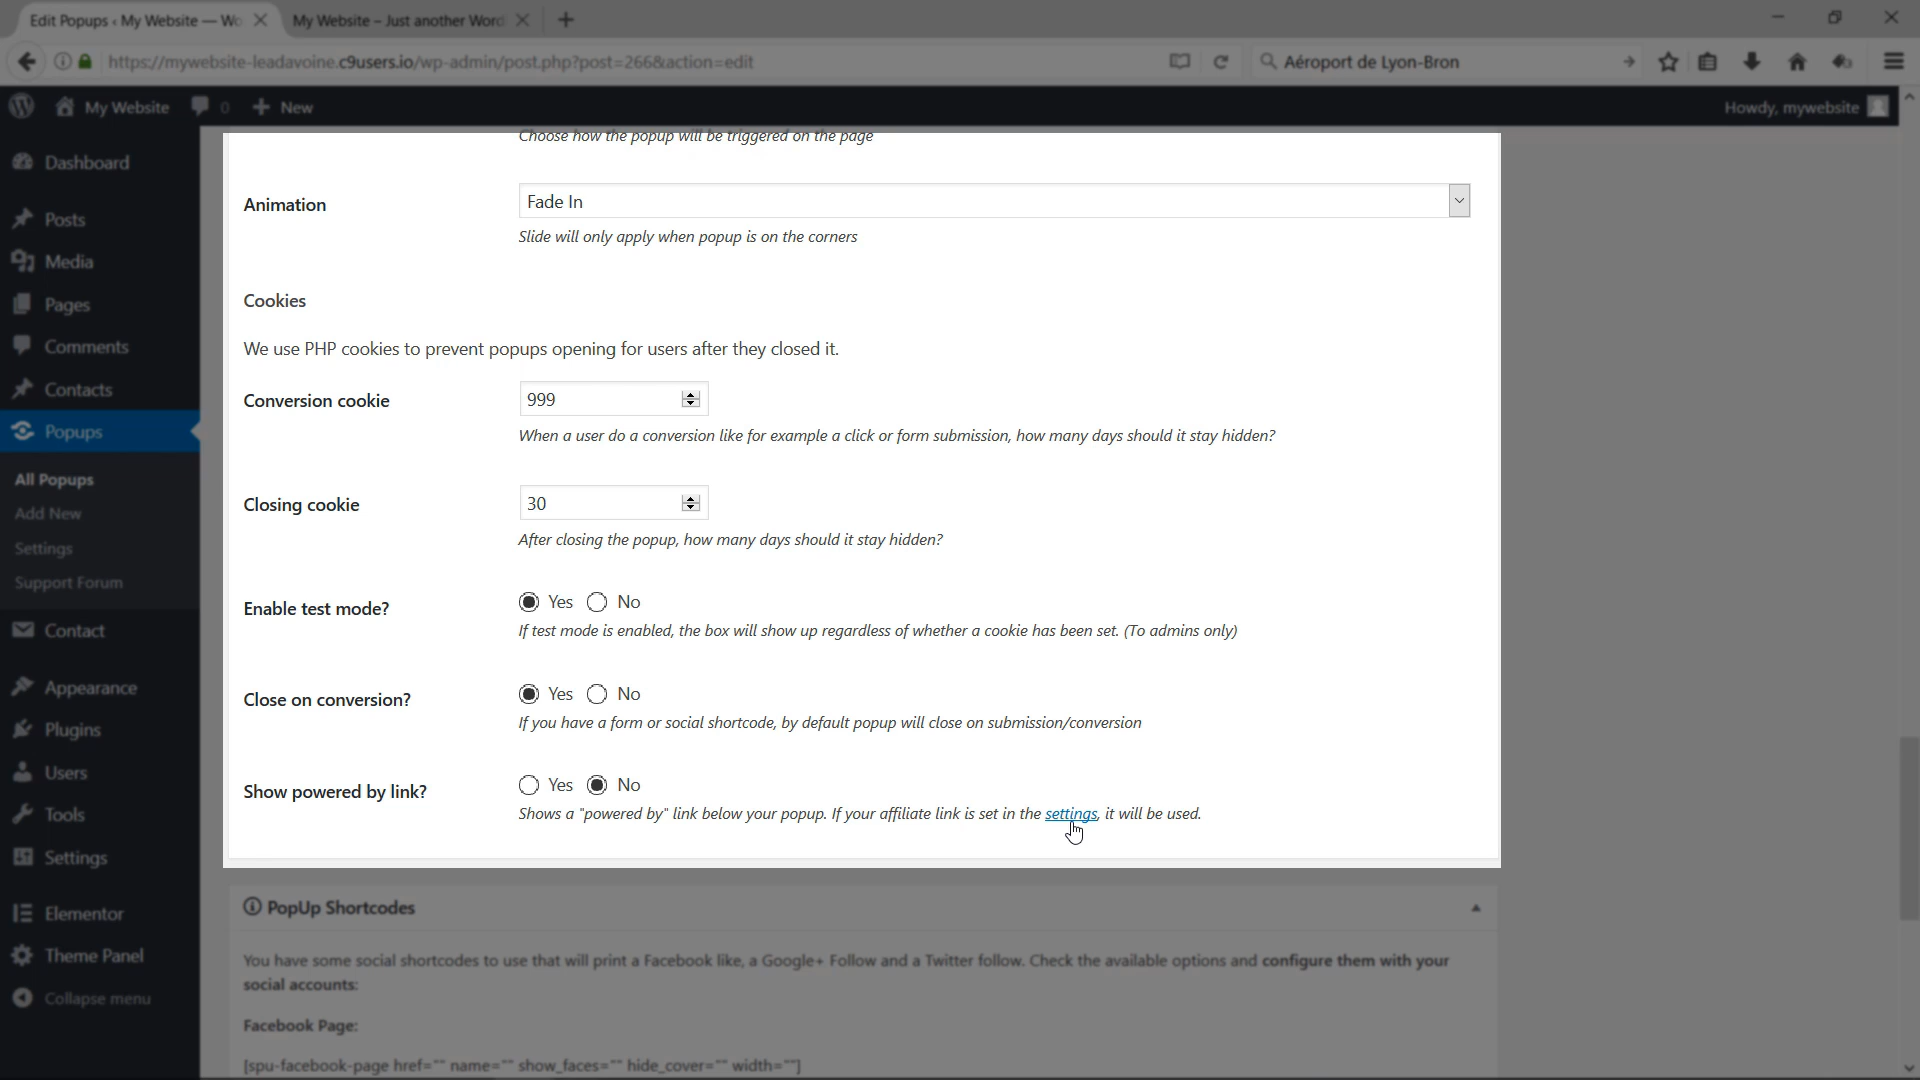 Edit Popups ‹ My Website — Wo
My Website – Just another Word
https://mywebsite-leadavoine.c9users.io/wp-admin/post.php?post=266&action=edit
Aéroport de Lyon-Bron
My Website
0
New
Howdy, mywebsite
Dashboard
Posts
Media
Pages
Comments
Contacts
Popups
All Popups
Add New
Settings
Support Forum
Contact
Appearance
Plugins
Users
Tools
Settings
Elementor
Theme Panel
Collapse menu
Choose how the popup will be triggered on the page
Animation
Fade In
Slide will only apply when popup is on the corners
Cookies
We use PHP cookies to prevent popups opening for users after they closed it.
Conversion cookie
999
When a user do a conversion like for example a click or form submission, how many days should it stay hidden?
Closing cookie
30
After closing the popup, how many days should it stay hidden?
Enable test mode?
Yes No
If test mode is enabled, the box will show up regardless of whether a cookie has been set. (To admins only)
Close on conversion?
Yes No
If you have a form or social shortcode, by default popup will close on submission/conversion
Show powered by link?
Yes No
Shows a "powered by" link below your popup. If your affiliate link is set in the settings, it will be used.
PopUp Shortcodes
You have some social shortcodes to use that will print a Facebook like, a Google+ Follow and a Twitter follow. Check the available options and configure them with your
social accounts:
Facebook Page:
[spu-facebook-page href="" name="" show_faces="" hide_cover="" width=""]